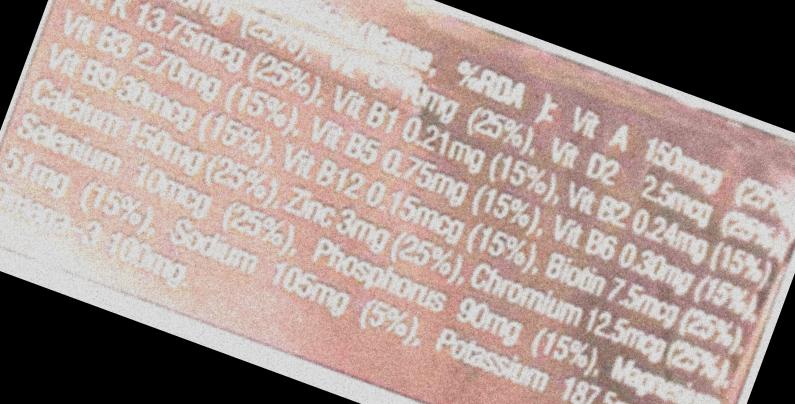 (Name, %RDA ): Vit A 150mcg (25%
(25%), Vit C mg (25%), Vit D2 2.5mcg (25%),
Vit K 13.75mcg (25%), Vit B1 0.21mg (15%), Vit B2 0.24mg (15%)
Vit B3 2.70mg (15%), Vit B5 0.75mg (15%), Vit B6 0.30mg (15%),
Vit B9 30mcg (15%), Vit B12 0.15mcg (15%), Biotin 7.5mcg (25%),
Calcium 150mg (25%), Zinc 3mg (25%), Chromium 12.5mcg (25%),
Selenium 10mcg (25%), Phosphorus 90mg (15%), Magnesium
51mg (15%), Sodium 105mg (5%), Potassium 187.5
Omega-3 100mg.